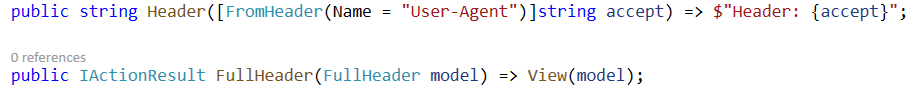 public string Header([FromHeader(Name = "User-Agent")]string accept) => $"Header: {accept}";
0 references
public IActionResult FullHeader(FullHeader model) => View(model);